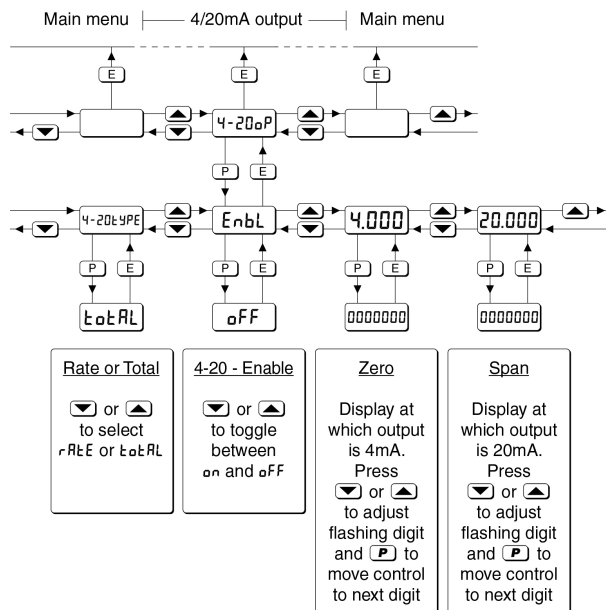 Main menu 4/20mA output Main menu
E E E
4-20oP
P E
4-20tYPE EnbL 4.000 20.000
P E P E P E P E
totAL oFF 0000000 0000000
Rate or Total
or
to select
rAtE or totAL
4-20 - Enable
or
to toggle
between
on and oFF
Zero
Display at
which output
is 4mA.
Press
or
to adjust
flashing digit
and P to
move control
to next digit
Span
Display at
which output
is 20mA.
Press
or
to adjust
flashing digit
and P to
move control
to next digit